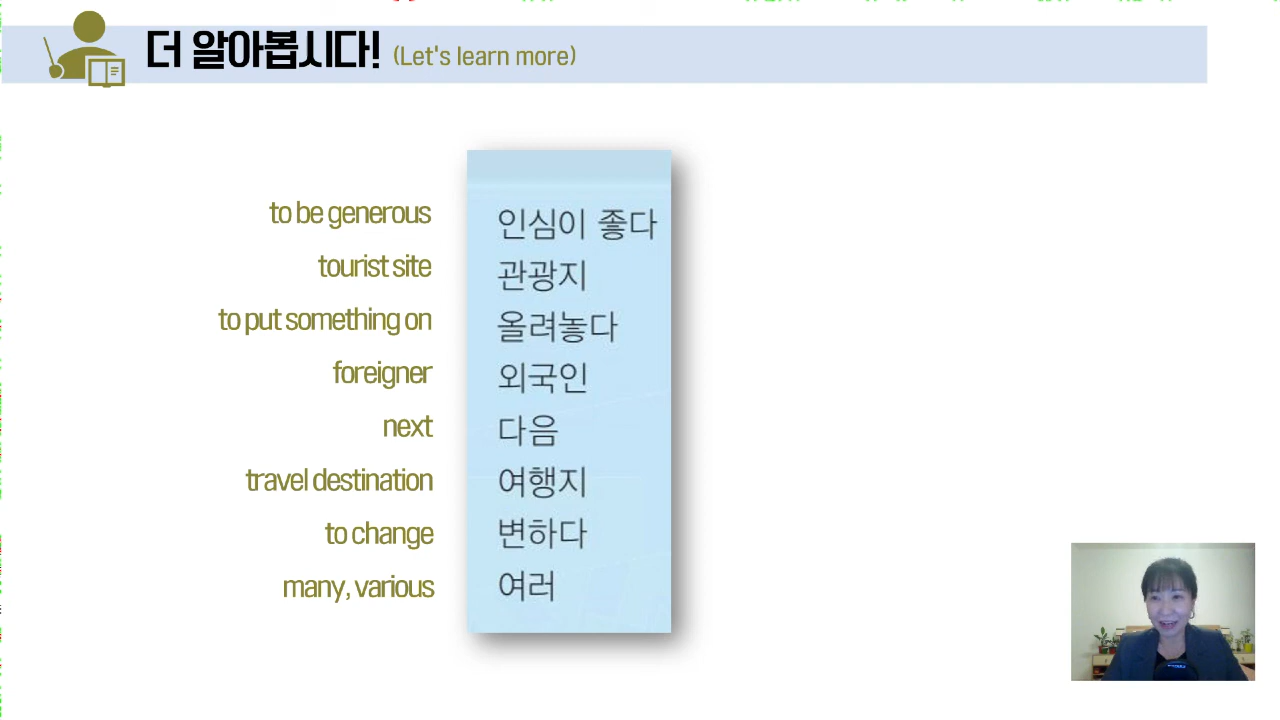 더 알아봅시다! (Let's learn more)
to be generous 인심이 좋다
tourist site 관광지
to put something on 올려놓다
foreigner 외국인
next 다음
travel destination 여행지
to change 변하다
many, various 여러